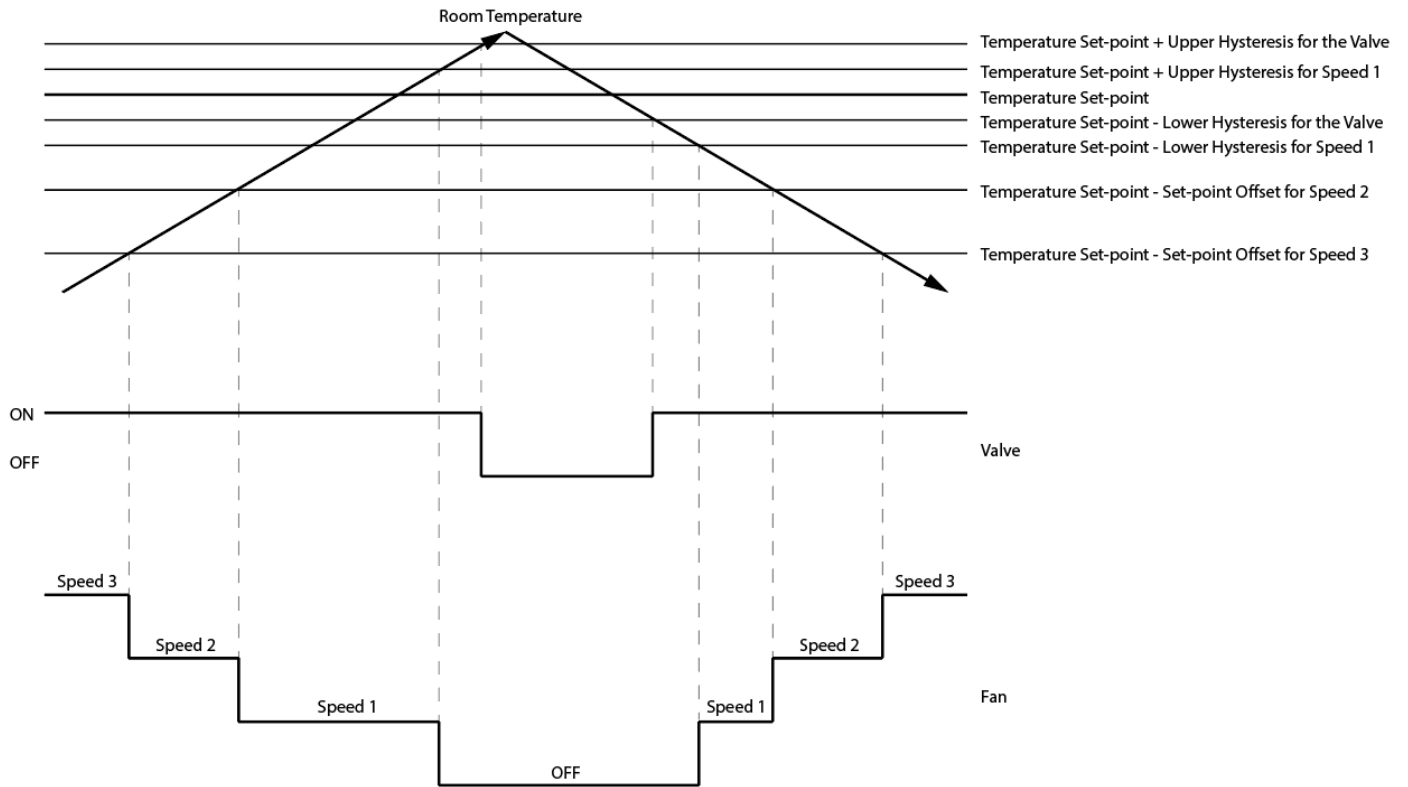 Room Temperature
Temperature Set-point + Upper Hysteresis for the Valve
Temperature Set-point + Upper Hysteresis for Speed 1
Temperature Set-point
Temperature Set-point - Lower Hysteresis for the Valve
Temperature Set-point - Lower Hysteresis for Speed 1
Temperature Set-point - Set-point Offset for Speed 2
Temperature Set-point - Set-point Offset for Speed 3
ON
OFF
Valve
Speed 3
Speed 3
Speed 2
Speed 2
Fan
Speed 1
Speed 1
OFF